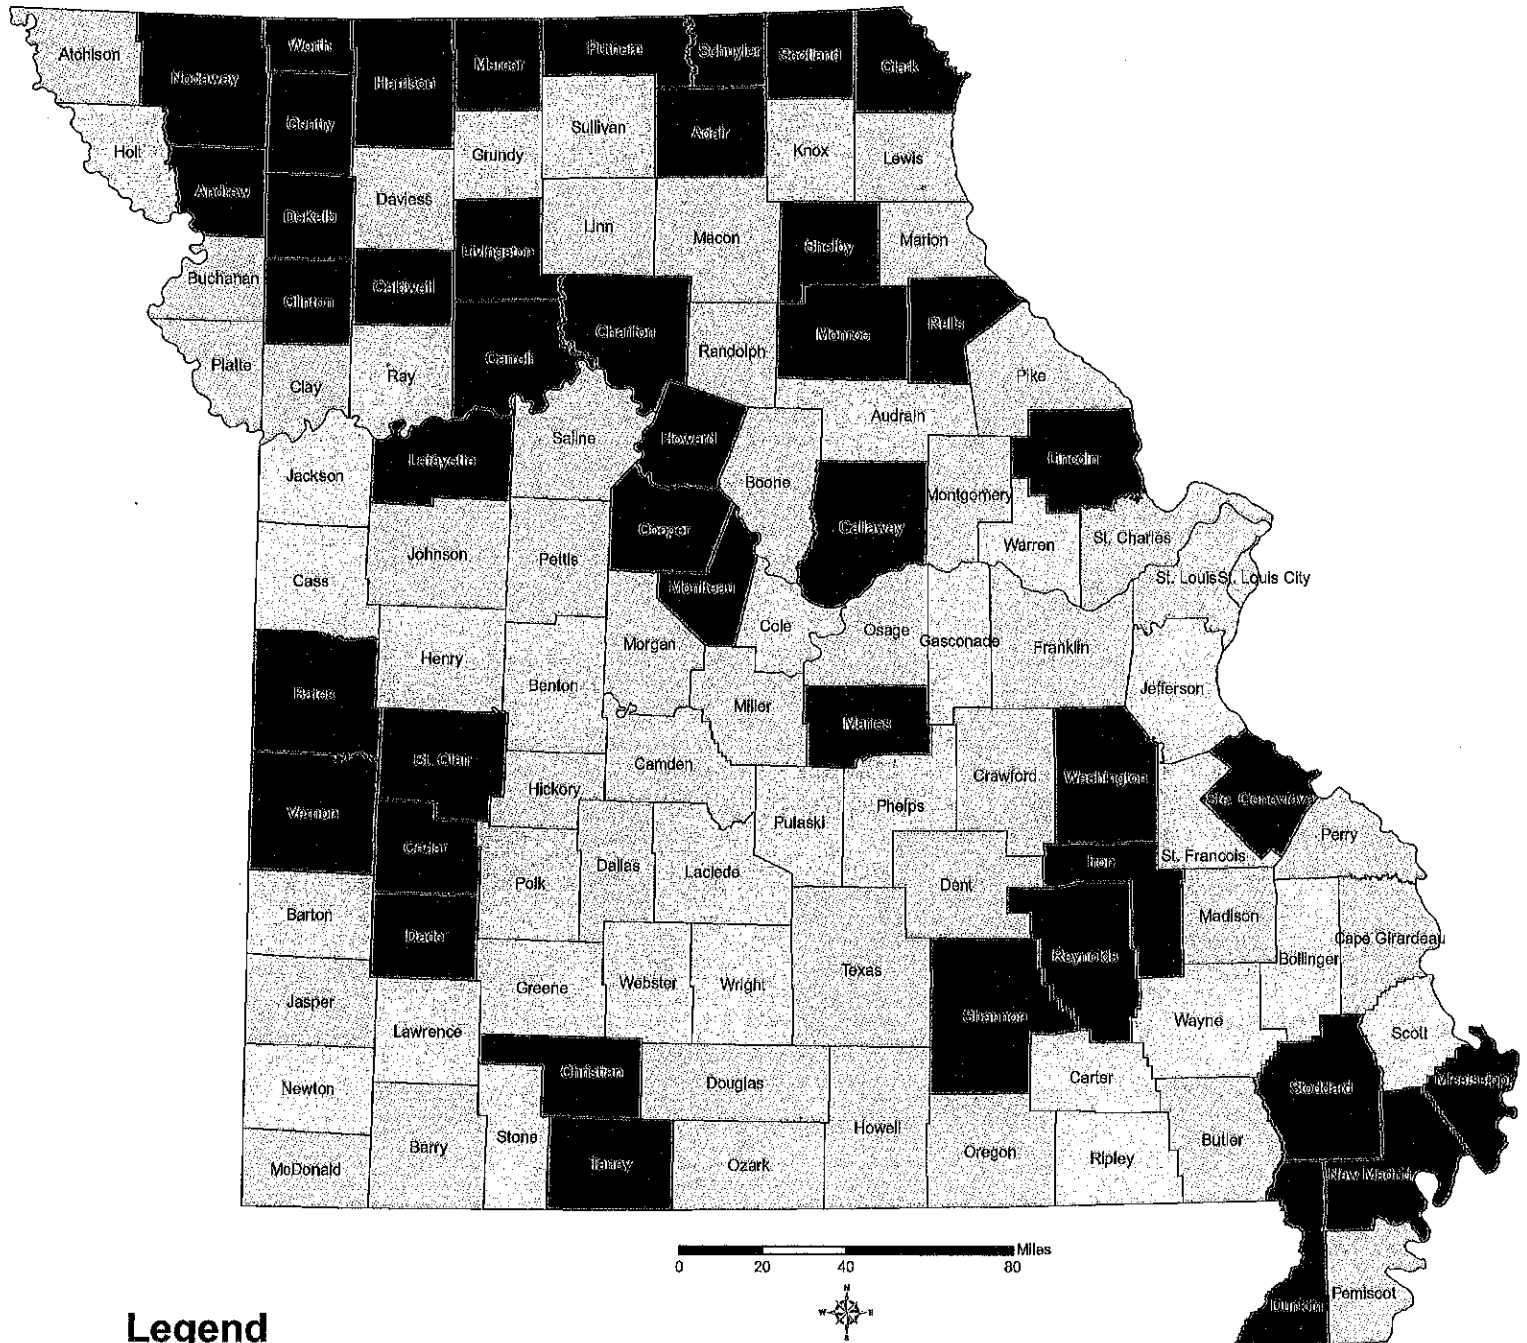 Atchison
Nodaway
Worth
Harrison
Mercer
Putnam
Schuyler
Scotland
Clark
Holt
Gentry
Grundy
Sullivan
Adair
Knox
Lewis
Andrew
DeKalb
Daviess
Livingston
Linn
Macon
Shelby
Marion
Buchanan
Clinton
Caldwell
Carroll
Chariton
Randolph
Monroe
Ralls
Platte
Clay
Ray
Pike
Audrain
Saline
Howard
Boone
Lincoln
Jackson
Lafayette
Cooper
Callaway
Montgomery
Warren
St. Charles
Cass
Johnson
Pettis
Moniteau
St. Louis
St. Louis City
Cole
Osage
Gasconade
Franklin
Morgan
Henry
Benton
Jefferson
Bates
Miller
Maries
St. Clair
Camden
Hickory
Crawford
Washington
Ste. Genevieve
Vernon
Phelps
Pulaski
Perry
Cedar
Polk
Dallas
Laclede
Dent
Iron
St. Francois
Barton
Dade
Madison
Cape Girardeau
Bollinger
Texas
Reynolds
Jasper
Greene
Webster
Wright
Shannon
Lawrence
Wayne
Scott
Newton
Christian
Douglas
Carter
Stoddard
Mississippi
McDonald
Barry
Stone
Taney
Ozark
Howell
Oregon
Ripley
Butler
New Madrid
Dunklin
Pemiscot
Miles
0 20 40 80
N
W E
S
Legend